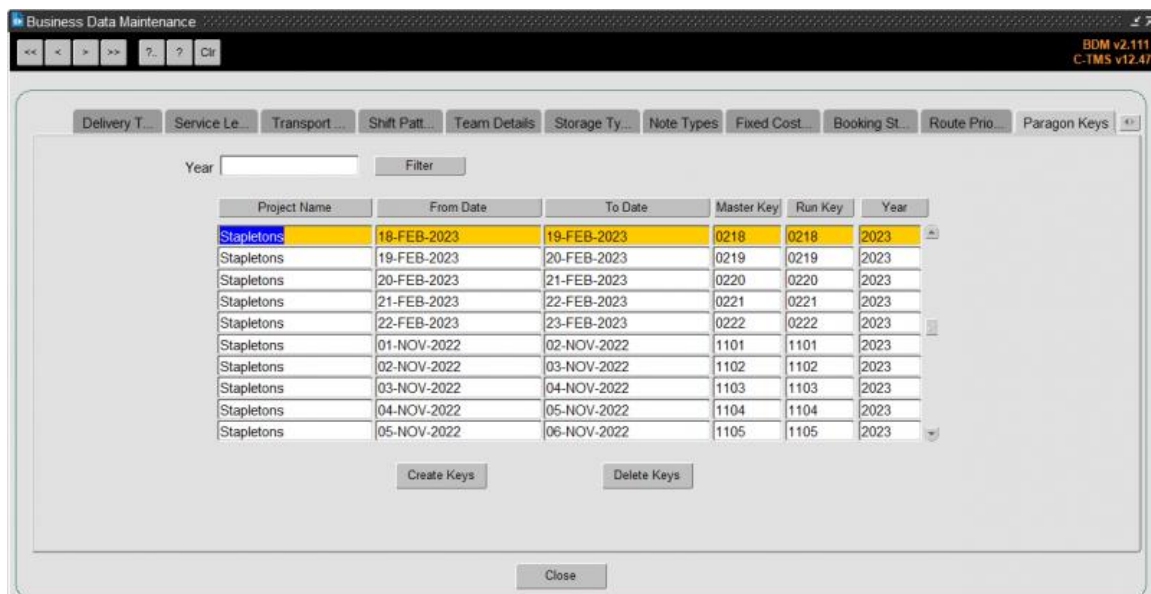 Business Data Maintenance
<< < > >> ?.. ? Clr
BDM v2.111
C-TMS v12.47
Delivery T... Service Le... Transport ... Shift Patt... Team Details Storage Ty... Note Types Fixed Cost... Booking St... Route Prio... Paragon Keys
Year Filter
Project Name From Date To Date Master Key Run Key Year
Stapletons 18-FEB-2023 19-FEB-2023 0218 0218 2023
Stapletons 19-FEB-2023 20-FEB-2023 0219 0219 2023
Stapletons 20-FEB-2023 21-FEB-2023 0220 0220 2023
Stapletons 21-FEB-2023 22-FEB-2023 0221 0221 2023
Stapletons 22-FEB-2023 23-FEB-2023 0222 0222 2023
Stapletons 01-NOV-2022 02-NOV-2022 1101 1101 2023
Stapletons 02-NOV-2022 03-NOV-2022 1102 1102 2023
Stapletons 03-NOV-2022 04-NOV-2022 1103 1103 2023
Stapletons 04-NOV-2022 05-NOV-2022 1104 1104 2023
Stapletons 05-NOV-2022 06-NOV-2022 1105 1105 2023
Create Keys Delete Keys
Close